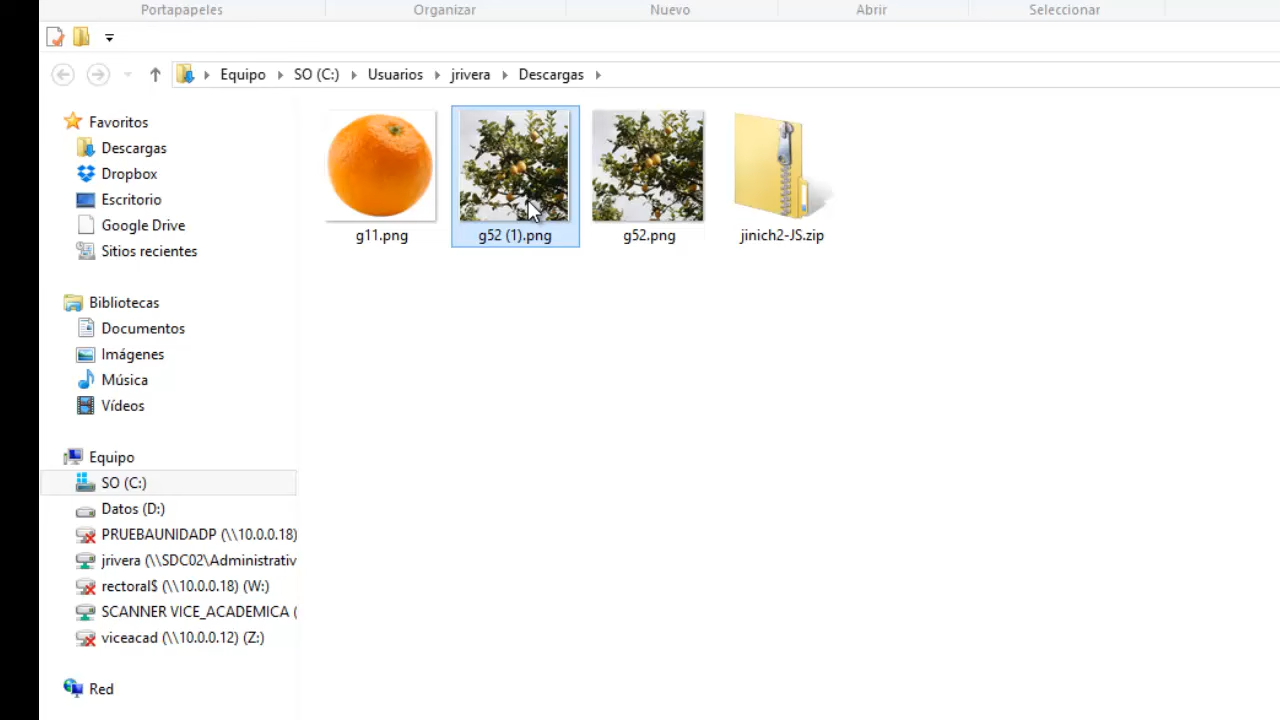 Portapapeles Organizar Nuevo Abrir Seleccionar
Equipo SO (C:) Usuarios jrivera Descargas
Favoritos
Descargas
Dropbox
Escritorio
Google Drive
Sitios recientes
Bibliotecas
Documentos
Imágenes
Música
Vídeos
Equipo
SO (C:)
Datos (D:)
PRUEBAUNIDADP (\\10.0.0.18)
jrivera (\\SDC02\Administrativ
rectoral$ (\\10.0.0.18) (W:)
SCANNER VICE_ACADEMICA (
viceacad (\\10.0.0.12) (Z:)
Red
g11.png
g52 (1).png
g52.png
jinich2-JS.zip